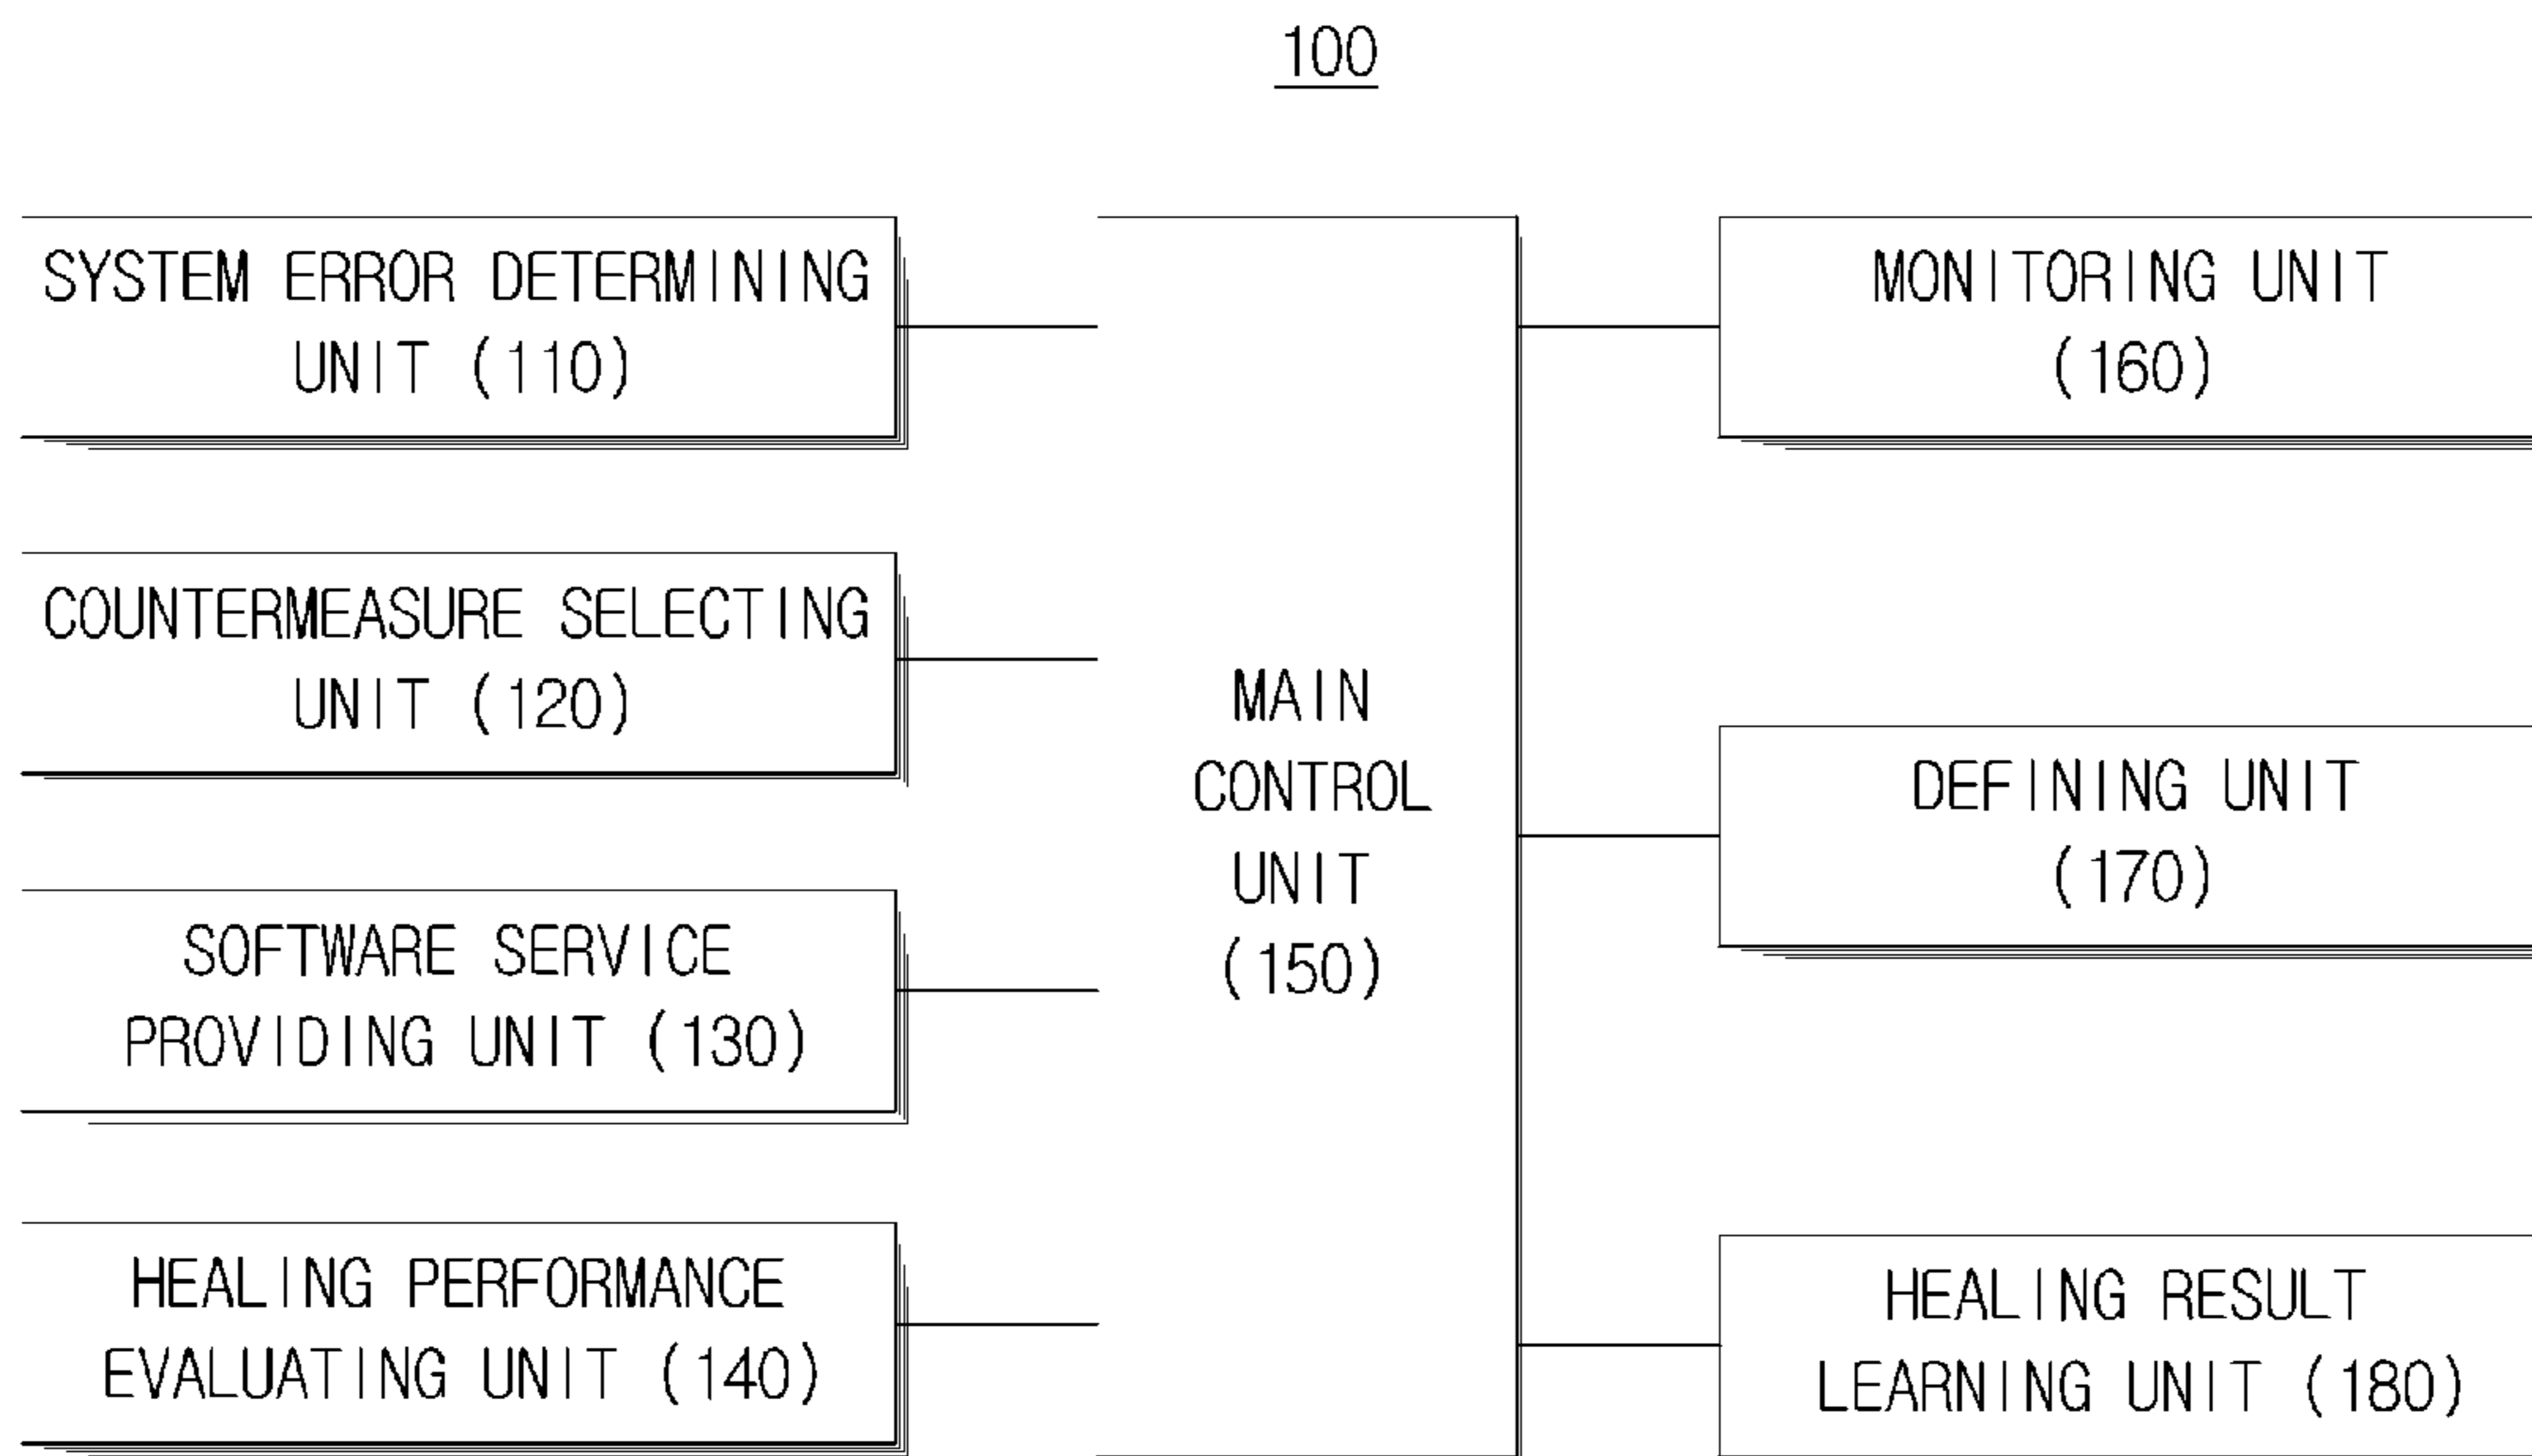 100
SYSTEM ERROR DETERMINING
UNIT (110)
COUNTERMEASURE SELECTING
UNIT (120)
SOFTWARE SERVICE
PROVIDING UNIT (130)
HEALING PERFORMANCE
EVALUATING UNIT (140)
MAIN
CONTROL
UNIT
(150)
MONITORING UNIT
(160)
DEFINING UNIT
(170)
HEALING RESULT
LEARNING UNIT (180)